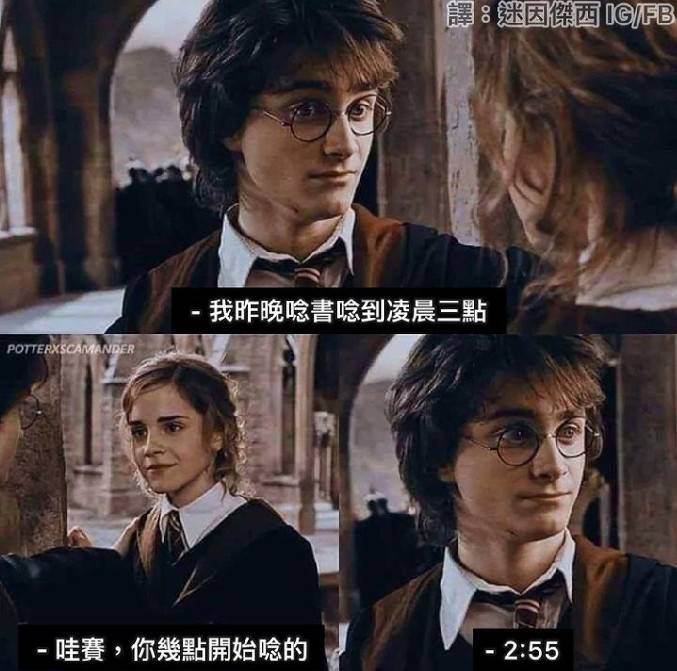 譯：迷因傑西 IG/FB
- 我昨晚唸書唸到凌晨三點
POTTERXSCAMANDER
- 哇賽，你幾點開始唸的
- 2:55